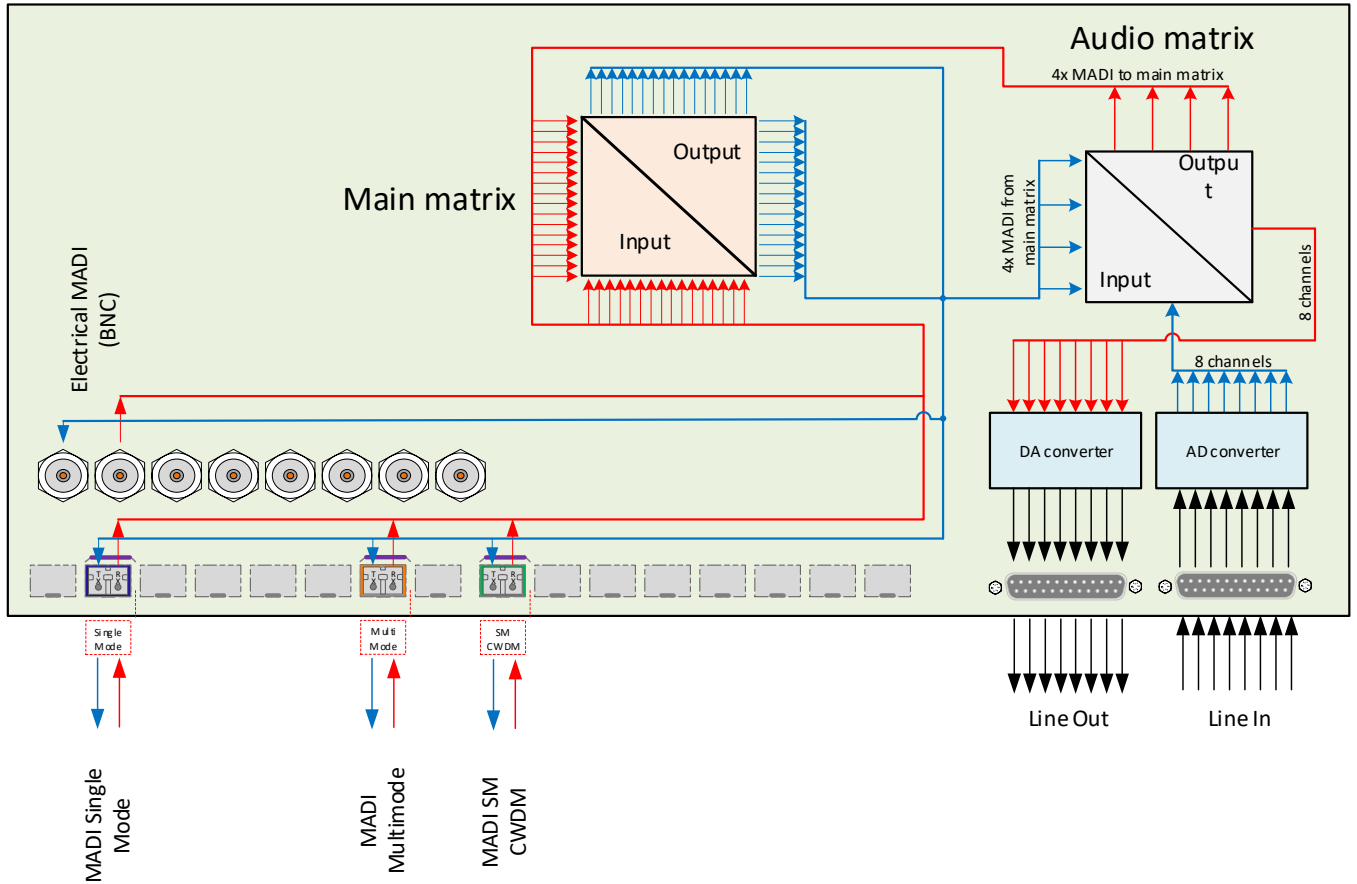 Audio matrix
4x MADI to main matrix
Output
Input
Main matrix
Outpu
t
Input
4x MADI from
main matrix
8 channels
8 channels
Electrical MADI
(BNC)
DA converter
AD converter
T R
T R
T R
Single
Mode
Multi
Mode
SM
CWDM
Line Out
Line In
MADI Single
Mode
MADI
Multimode
MADI SM
CWDM